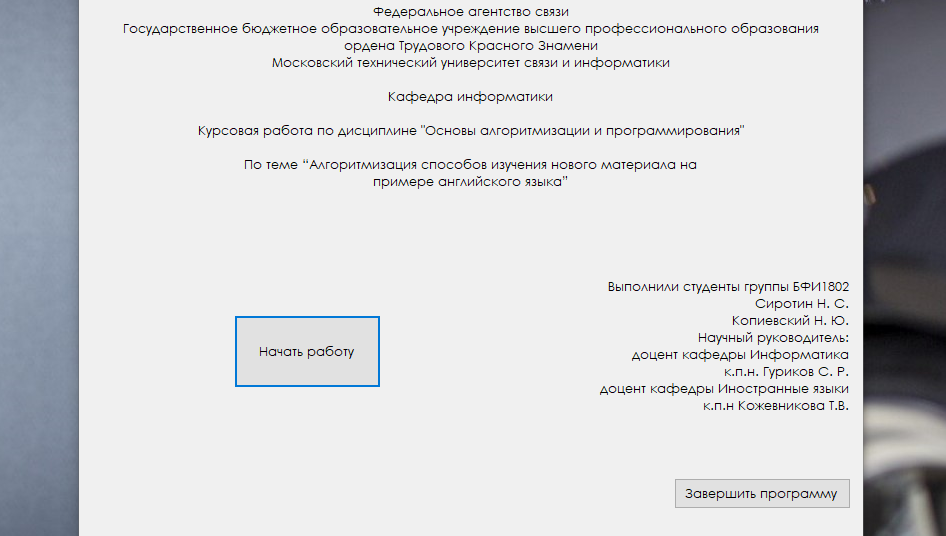 Федеральное агентство связи
Государственное бюджетное образовательное учреждение высшего профессионального образования
ордена Трудового Красного Знамени
Московский технический университет связи и информатики
Кафедра информатики
Курсовая работа по дисциплине "Основы алгоритмизации и программирования"
По теме “Алгоритмизация способов изучения нового материала на
примере английского языка”
Выполнили студенты группы БФИ1802
Сиротин Н. С.
Копиевский Н. Ю.
Научный руководитель:
доцент кафедры Информатика
к.п.н. Гуриков С. Р.
доцент кафедры Иностранные языки
к.п.н Кожевникова Т.В.
Начать работу
Завершить программу